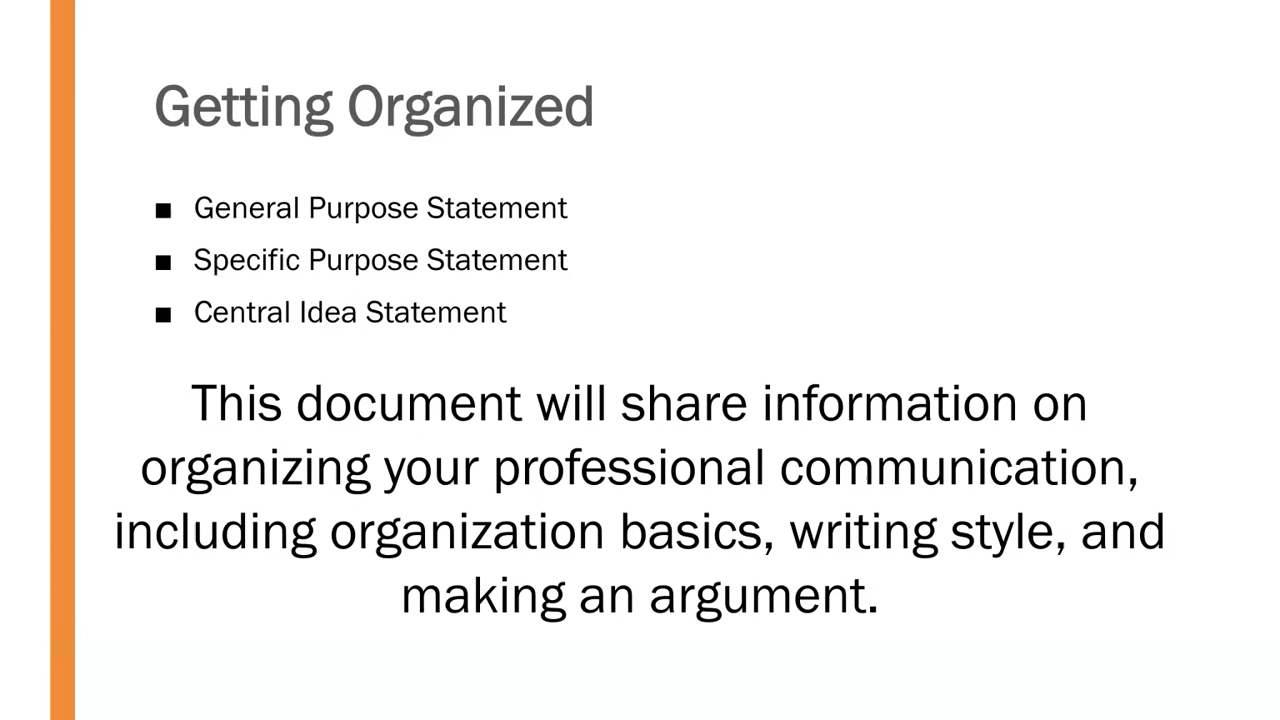 Getting Organized
■ General Purpose Statement
■ Specific Purpose Statement
■ Central Idea Statement
This document will share information on
organizing your professional communication,
including organization basics, writing style, and
making an argument.